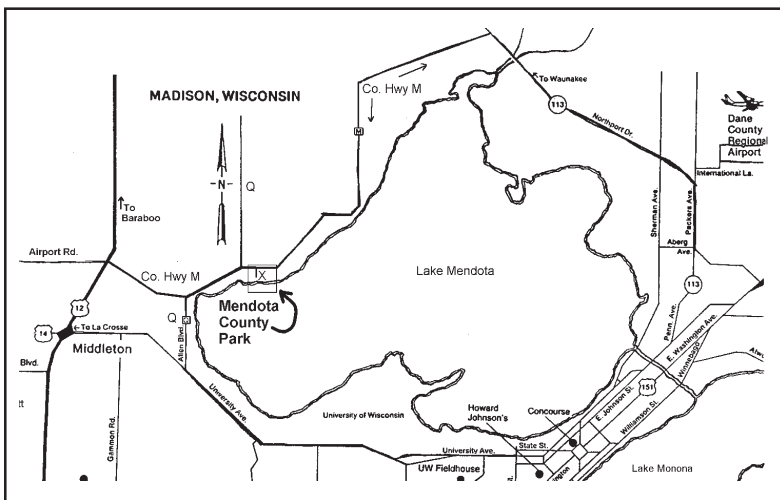 MADISON, WISCONSIN
Co. Hwy M
To Waunakee
113
Northport Dr.
Dane
County
Regional
Airport
International La.
M
N
Q
To
Baraboo
Sherman Ave.
Packers Ave.
Airport Rd.
Aberg
Ave.
Co. Hwy M
X
Lake Mendota
Mendota
County
Park
113
12
14
To La Crosse
Q
Allen Blvd.
Penn. Ave.
E. Washington Ave.
Winnebago
Middleton
Blvd.
University Ave.
151
E. Johnson St.
Williamson St.
Gammon Rd.
University of Wisconsin
Howard
Johnson's
Concourse
University Ave.
State St.
UW Fieldhouse
Lake Monona